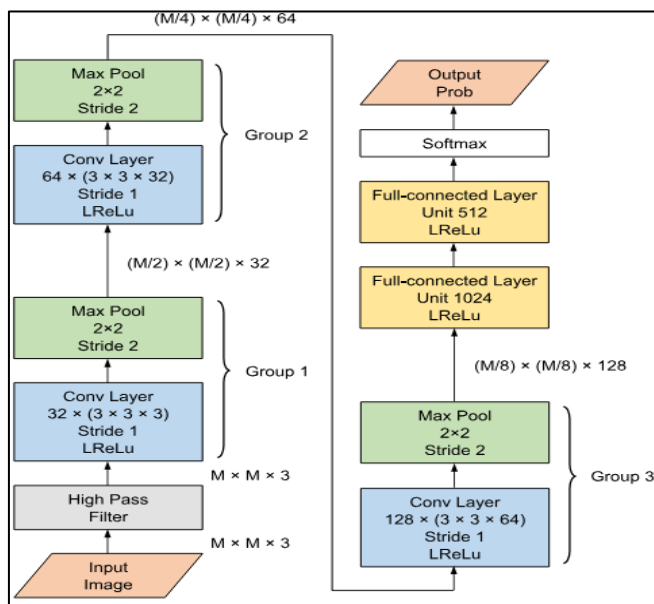 (M/4) × (M/4) × 64
Max Pool
2×2
Stride 2
Conv Layer
64 × (3 × 3 × 32)
Stride 1
LReLu
Group 2
(M/2) × (M/2) × 32
Max Pool
2×2
Stride 2
Conv Layer
32 × (3 × 3 × 3)
Stride 1
LReLu
Group 1
M × M × 3
High Pass
Filter
M × M × 3
Input
Image
Output
Prob
Softmax
Full-connected Layer
Unit 512
LReLu
Full-connected Layer
Unit 1024
LReLu
(M/8) × (M/8) × 128
Max Pool
2×2
Stride 2
Conv Layer
128 × (3 × 3 × 64)
Stride 1
LReLu
Group 3